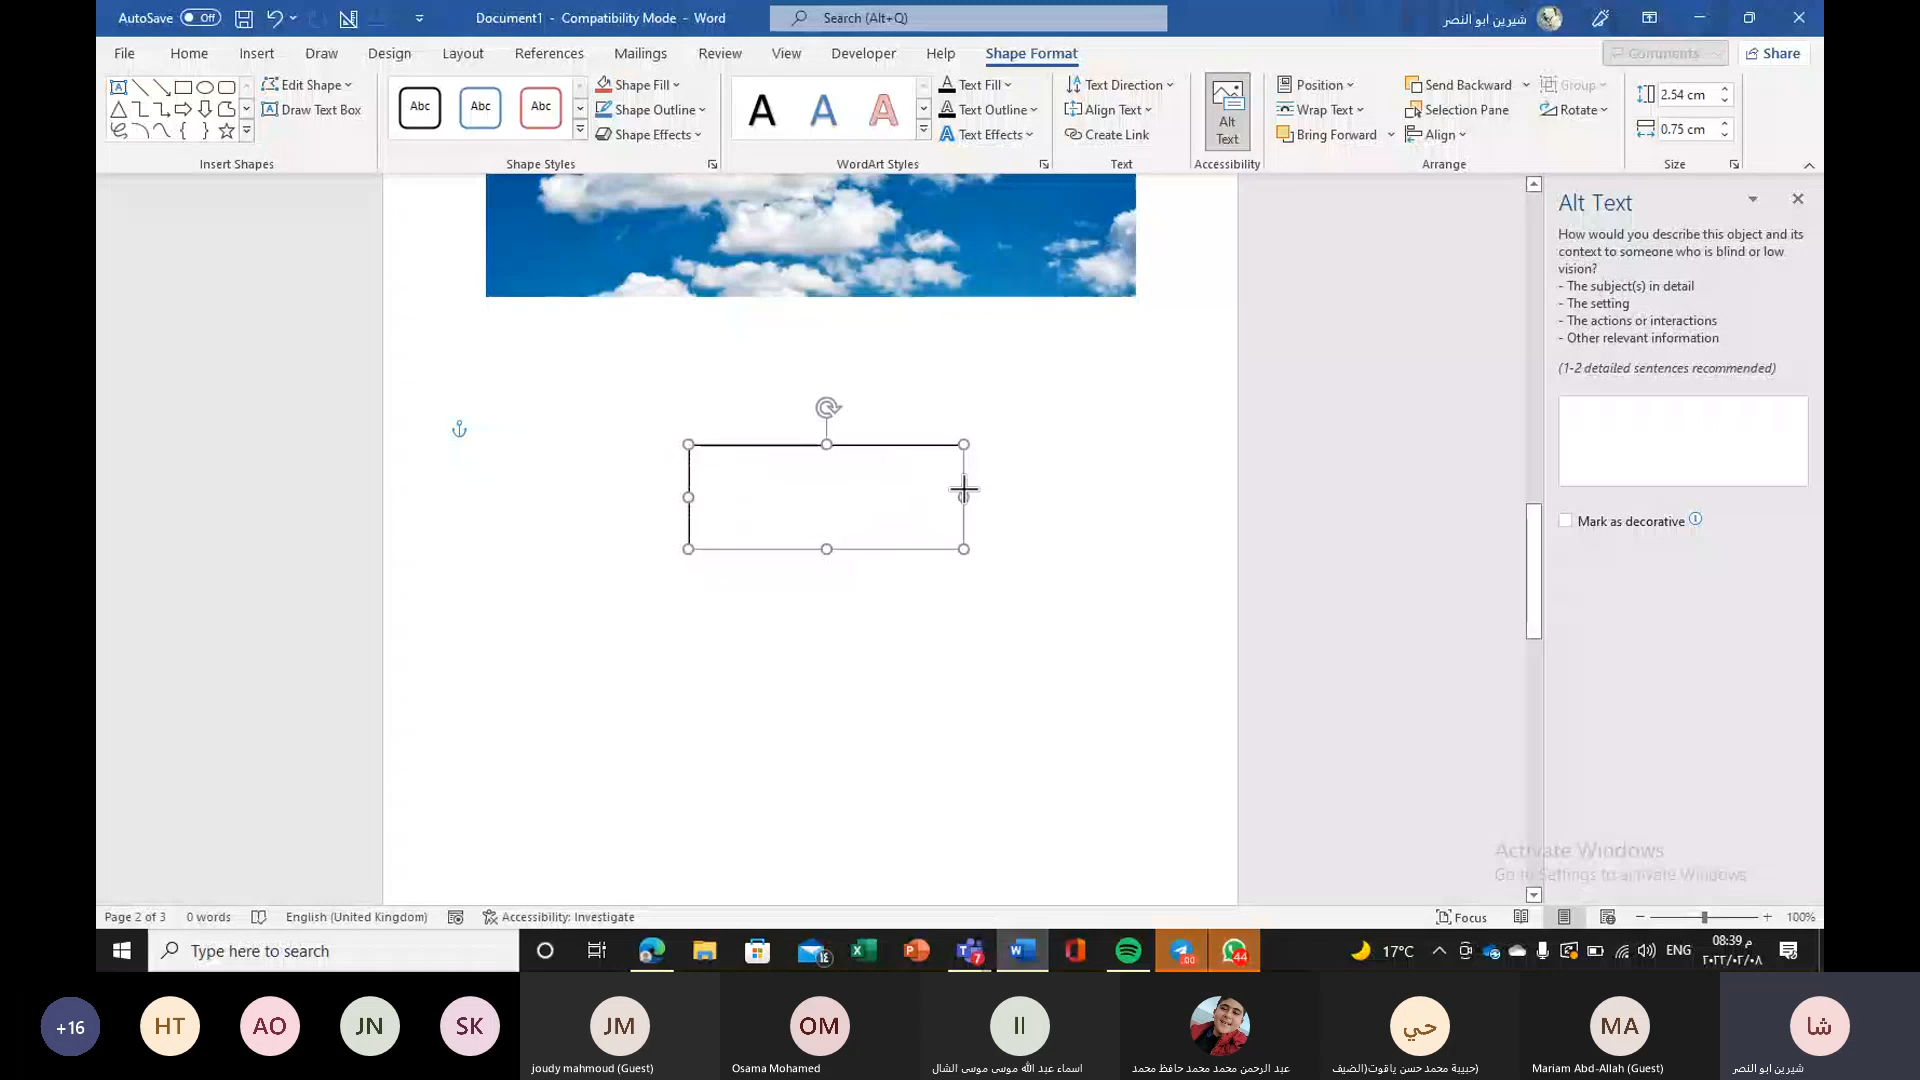 AutoSave Off Document1 - Compatibility Mode - Word Search (Alt+Q) شيرين ابو النصر
File Home Insert Draw Design Layout References Mailings Review View Developer Help Shape Format Comments Share
Edit Shape Abc Abc Abc Shape Fill A A A Text Fill Text Direction Position Send Backward Group 2.54 cm
Draw Text Box Shape Outline Text Outline Align Text Alt Text Wrap Text Selection Pane Rotate
Shape Effects Text Effects Create Link Bring Forward Align 0.75 cm
Insert Shapes Shape Styles WordArt Styles Text Accessibility Arrange Size
Alt Text
How would you describe this object and its
context to someone who is blind or low
vision?
- The subject(s) in detail
- The setting
- The actions or interactions
- Other relevant information
(1-2 detailed sentences recommended)
Mark as decorative
Activate Windows
Go to Settings to activate Windows
Page 2 of 3 0 words English (United Kingdom) Accessibility: Investigate Focus 100%
Type here to search ١٤ 7 .00 44 17°C ENG 08:39 م
٢٠٢٢/٠٢/٠٨
+16 HT AO JN SK JM OM اا حي MA شا
joudy mahmoud (Guest) Osama Mohamed اسماء عبد الله موسى موسى الشال عبد الرحمن محمد محمد حافظ محمد حبيبة محمد حسن ياقوت(الضيف) Mariam Abd-Allah (Guest) شيرين ابو النصر